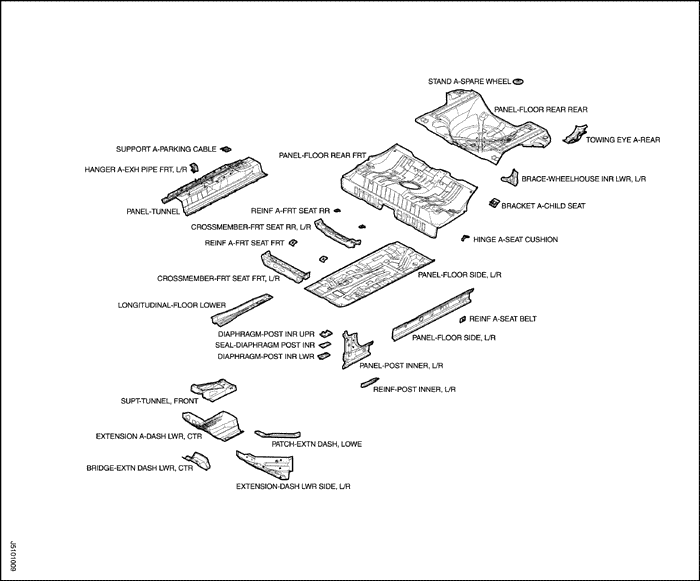 STAND A-SPARE WHEEL
PANEL-FLOOR REAR REAR
TOWING EYE A-REAR
SUPPORT A-PARKING CABLE
PANEL-FLOOR REAR FRT
HANGER A-EXH PIPE FRT, L/R
BRACE-WHEELHOUSE INR LWR, L/R
PANEL-TUNNEL
REINF A-FRT SEAT RR
BRACKET A-CHILD SEAT
CROSSMEMBER-FRT SEAT RR, L/R
REINF A-FRT SEAT FRT
HINGE A-SEAT CUSHION
CROSSMEMBER-FRT SEAT FRT, L/R
PANEL-FLOOR SIDE, L/R
LONGITUDINAL-FLOOR LOWER
REINF A-SEAT BELT
DIAPHRAGM-POST INR UPR
PANEL-FLOOR SIDE, L/R
SEAL-DIAPHRAGM POST INR
DIAPHRAGM-POST INR LWR
PANEL-POST INNER, L/R
REINF-POST INNER, L/R
SUPT-TUNNEL, FRONT
EXTENSION A-DASH LWR, CTR
PATCH-EXTN DASH, LOWE
BRIDGE-EXTN DASH LWR, CTR
EXTENSION-DASH LWR SIDE, L/R
J5101009